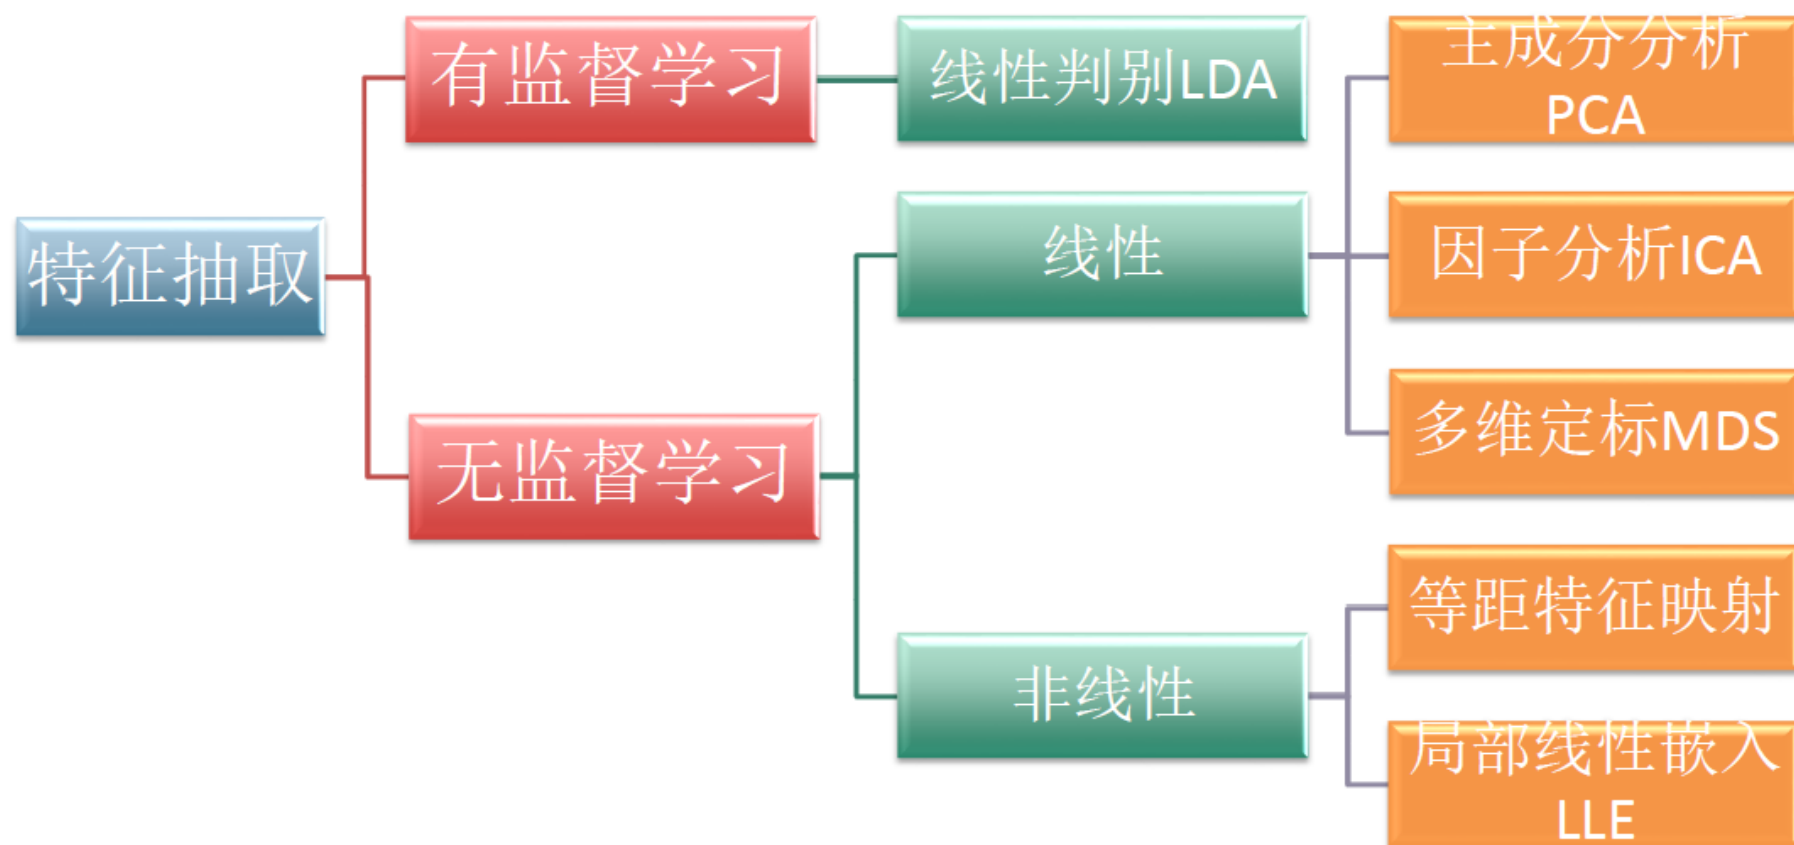 特征抽取
有监督学习
线性判别LDA
无监督学习
线性
主成分分析
PCA
因子分析ICA
多维定标MDS
非线性
等距特征映射
局部线性嵌入
LLE